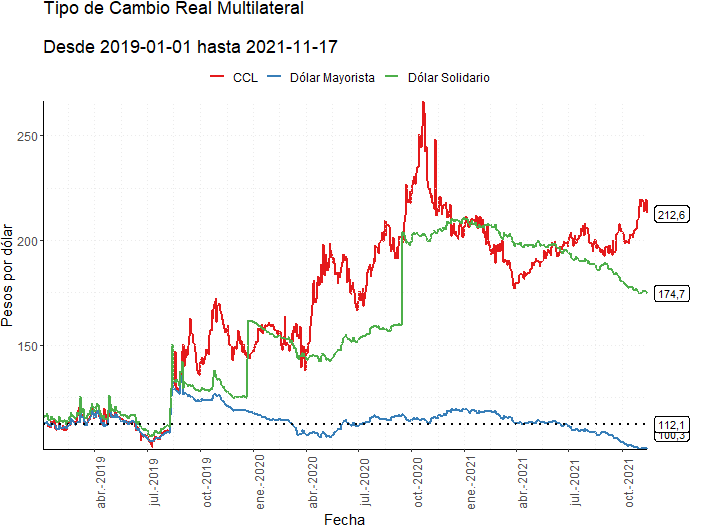 Tipo de Cambio Real Multilateral
Desde 2019-01-01 hasta 2021-11-17
CCL Dólar Mayorista Dólar Solidario
Pesos por dólar
250
200
150
212,6
174,7
112,1
100,3
abr.-2019 jul.-2019 oct.-2019 ene.-2020 abr.-2020 jul.-2020 oct.-2020 ene.-2021 abr.-2021 jul.-2021 oct.-2021
Fecha